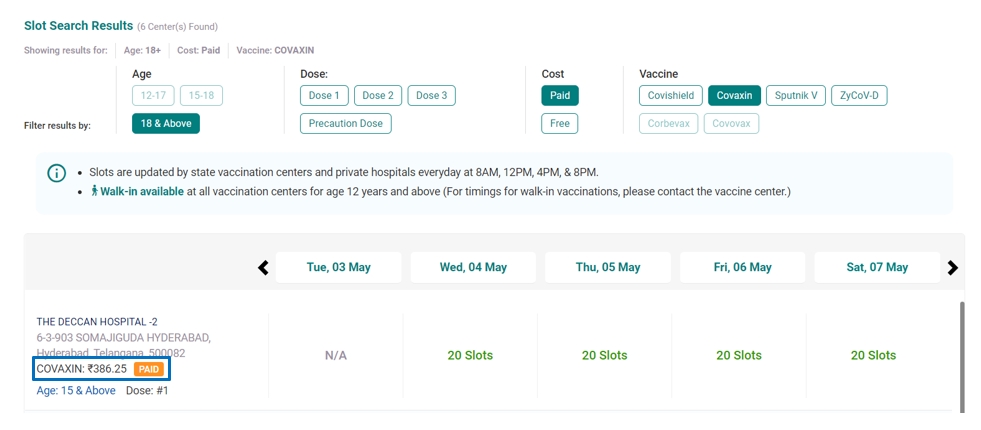 Slot Search Results (6 Center(s) Found)
Showing results for: Age: 18+ Cost: Paid Vaccine: COVAXIN
Age Dose: Cost Vaccine
12-17 15-18 Dose 1 Dose 2 Dose 3 Paid Covishield Covaxin Sputnik V ZyCoV-D
Filter results by: 18 & Above Precaution Dose Free Corbevax Covovax
• Slots are updated by state vaccination centers and private hospitals everyday at 8AM, 12PM, 4PM, & 8PM.
• Walk-in available at all vaccination centers for age 12 years and above (For timings for walk-in vaccinations, please contact the vaccine center.)
Tue, 03 May Wed, 04 May Thu, 05 May Fri, 06 May Sat, 07 May
THE DECCAN HOSPITAL -2
6-3-903 SOMAJIGUDA HYDERABAD,
Hyderabad, Telangana, 500082
N/A 20 Slots 20 Slots 20 Slots 20 Slots
COVAXIN: ₹386.25 PAID
Age: 15 & Above Dose: #1